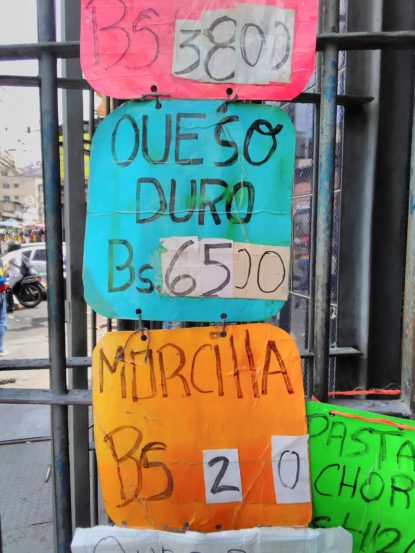 BS 3800
QUESO
DURO
Bs. 6500
MORCILLA
BS 20
PASTA
CHOR